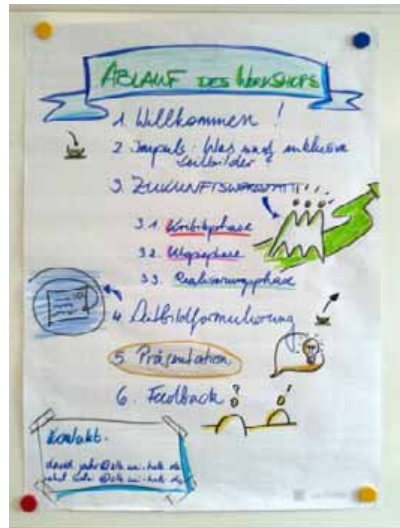 ABLAUF DES WORKSHOPS
1 Willkommen !
2. Impuls: Was sind inklusive
Leitbilder ?
3. ZUKUNFTSWERKSTATT
3.1. Kritikphase
3.2. Utopiephase
3.3. Realisierungsphase
4. Leitbildformulierung
5. Präsentation
6. Feedback
Kontakt.